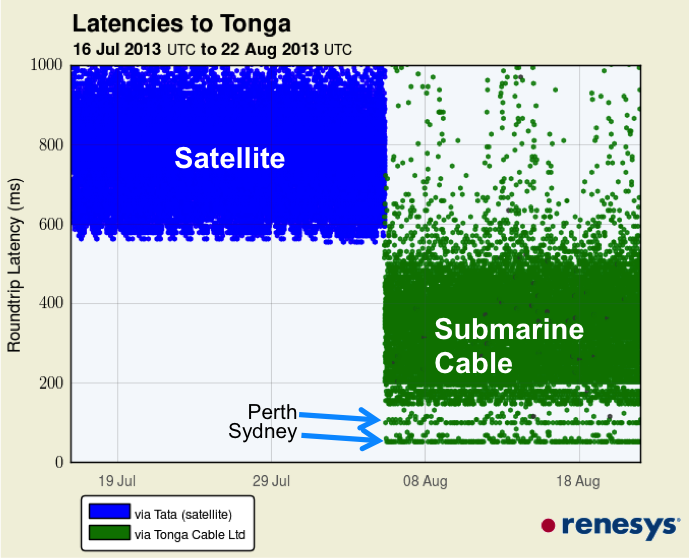 Latencies to Tonga
16 Jul 2013 UTC to 22 Aug 2013 UTC
Roundtrip Latency (ms)
1000
800
600
400
200
0
Satellite
Submarine
Cable
Perth
Sydney
19 Jul
29 Jul
08 Aug
18 Aug
via Tata (satellite)
via Tonga Cable Ltd
renesys